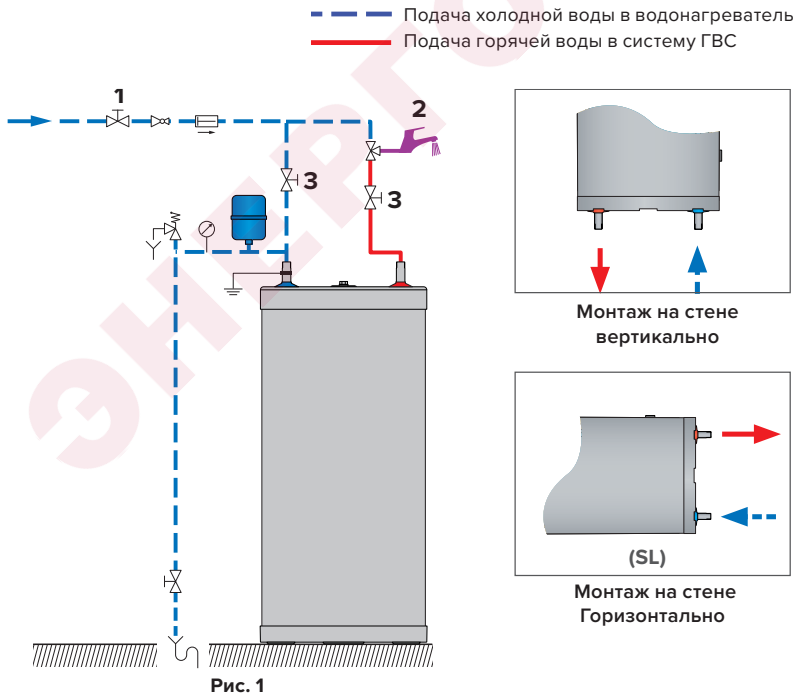 Подача холодной воды в водонагреватель
Подача горячей воды в систему ГВС
1
2
3
3
ЭНЕРГО
Монтаж на стене
вертикально
(SL)
Монтаж на стене
Горизонтально
Рис. 1